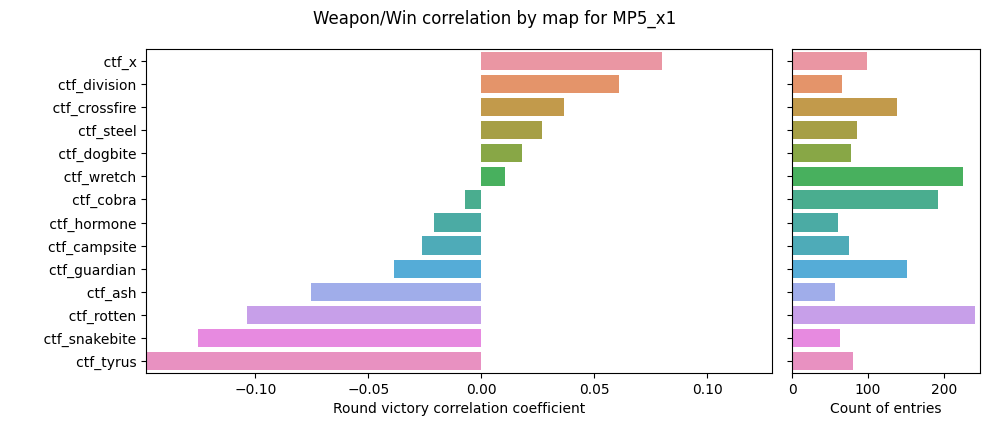 Weapon/Win correlation by map for MP5_x1
ctf_x
ctf_division
ctf_crossfire
ctf_steel
ctf_dogbite
ctf_wretch
ctf_cobra
ctf_hormone
ctf_campsite
ctf_guardian
ctf_ash
ctf_rotten
ctf_snakebite
ctf_tyrus
−0.10 −0.05 0.00 0.05 0.10
Round victory correlation coefficient
0 100 200
Count of entries